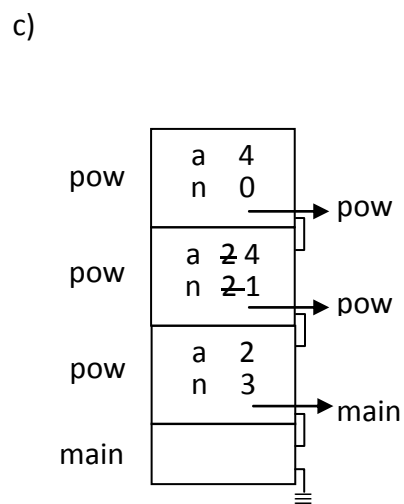 c)
a 4
pow n 0
pow
a 2 4
pow n 2 1
pow
a 2
pow n 3
main
main